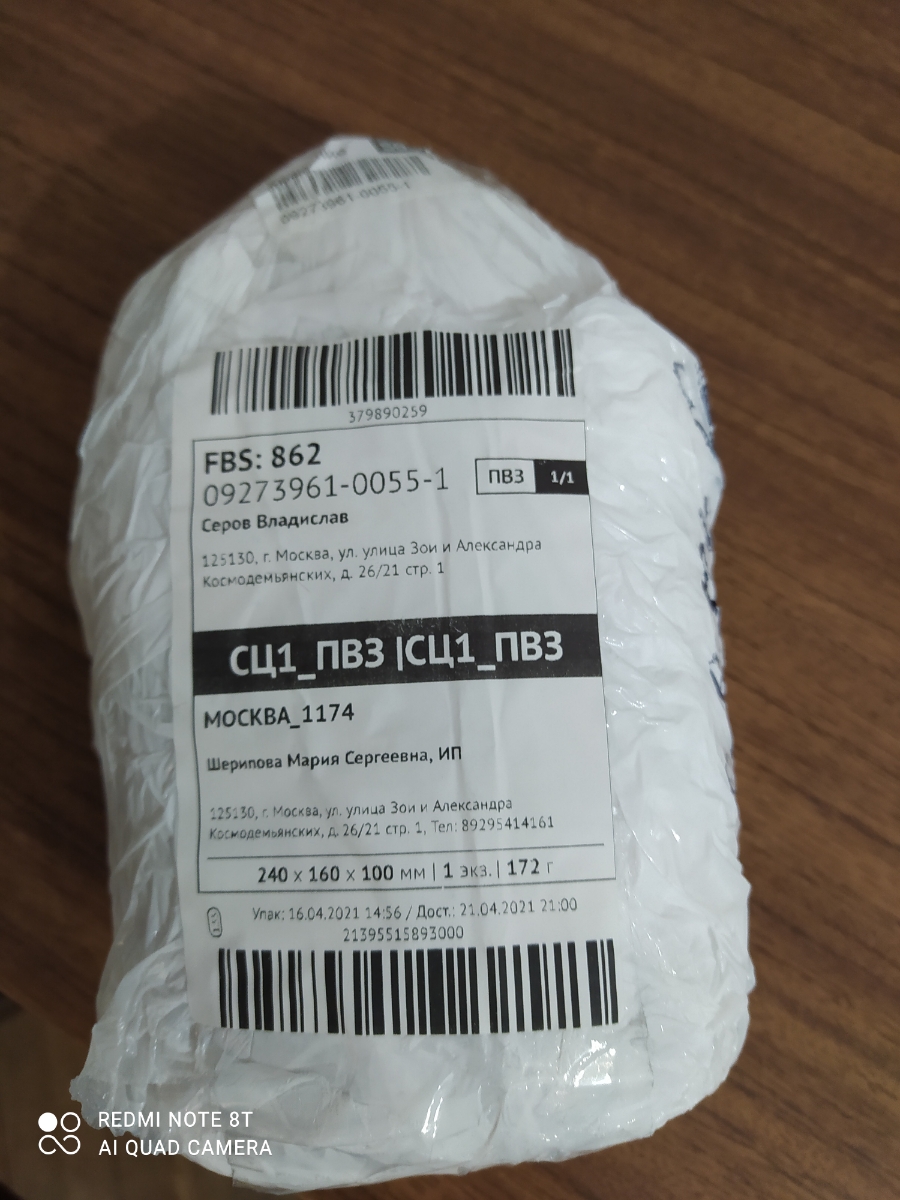 09273961-0055-1
379890259
FBS: 862
09273961-0055-1
ПВЗ 1/1
Серов Владислав
125130, г. Москва, ул. улица Зои и Александра
Космодемьянских, д. 26/21 стр. 1
СЦ1_ПВЗ |СЦ1_ПВЗ
МОСКВА_1174
Шерипова Мария Сергеевна, ИП
125130, г. Москва, ул. улица Зои и Александра
Космодемьянских, д. 26/21 стр. 1, Тел: 89295414161
240 x 160 x 100 мм | 1 экз. | 172 г
Упак: 16.04.2021 14:56 / Дост.: 21.04.2021 21:00
21395515893000
REDMI NOTE 8T
AI QUAD CAMERA